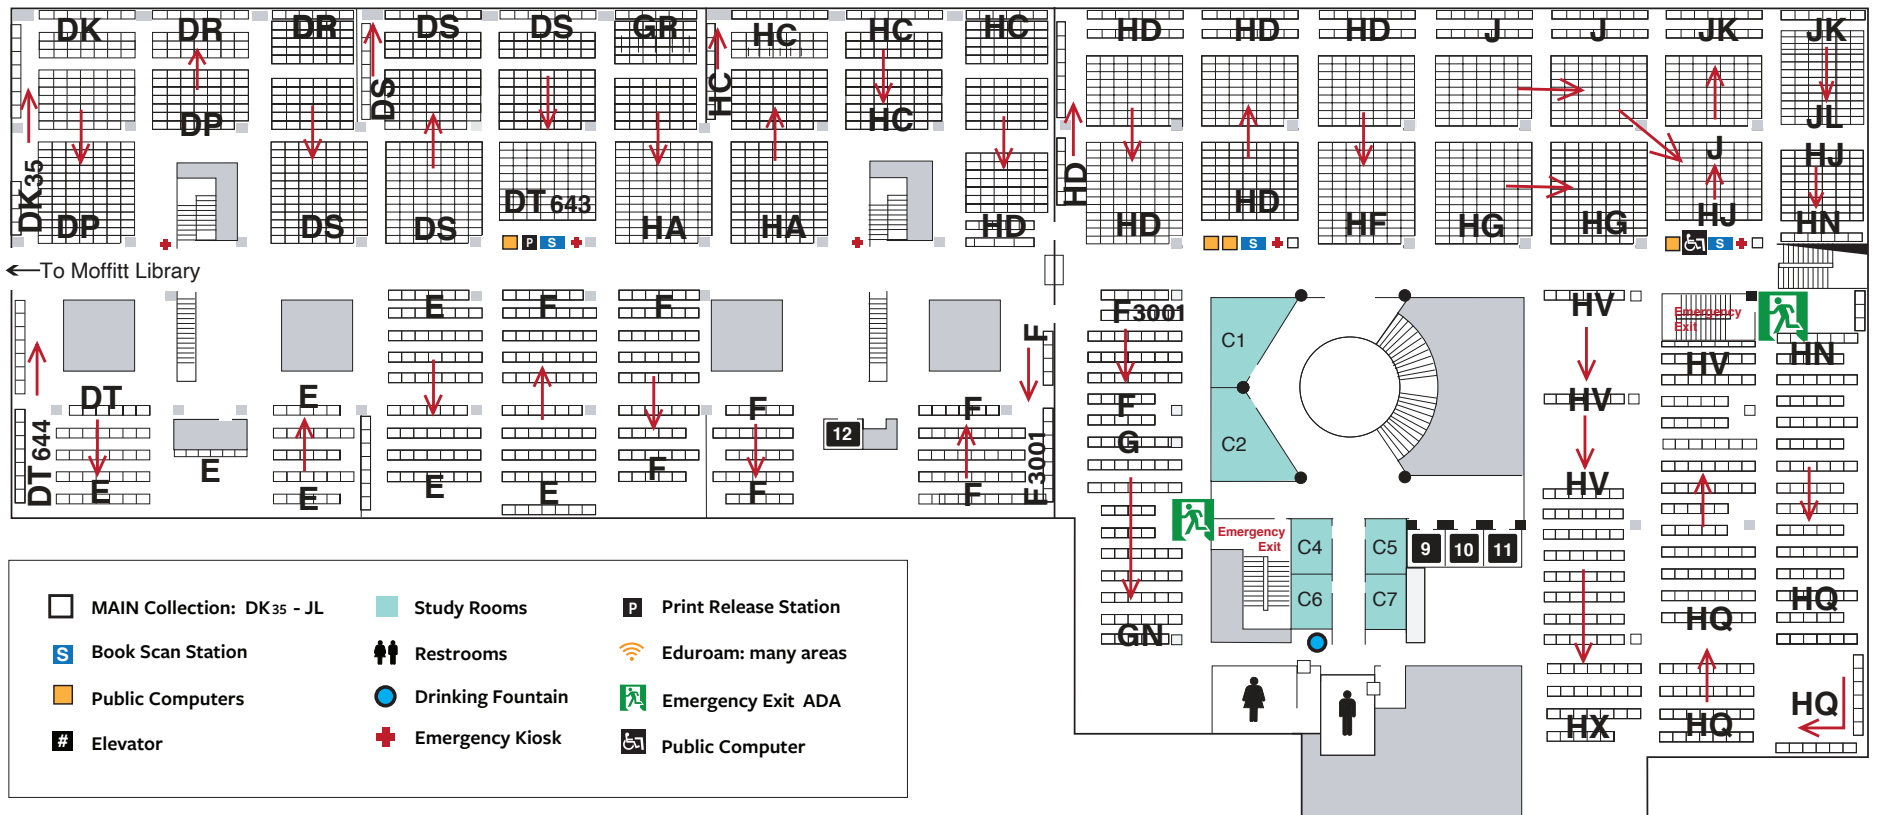 DK DR DR DS DS GR HC HC HC HD HD HD J J JK JK
DS HC
DP HC JL
J HJ
DK35 HD
DP DS DS DT 643 HA HA HD HD HD HF HG HG HJ HN
P S S S
To Moffitt Library
E F F F3001 HV
Emergency
Exit
F C1 HV HN
DT E F F F HV
DT 644 12 G C2
E E E E E F F F F3001 HV
Emergency
Exit
C4 C5 9 10 11
C6 C7
GN HQ HQ
HX HQ HQ
MAIN Collection: DK35 - JL
S Book Scan Station
Public Computers
# Elevator
Study Rooms
Restrooms
Drinking Fountain
Emergency Kiosk
P Print Release Station
Eduroam: many areas
Emergency Exit ADA
Public Computer